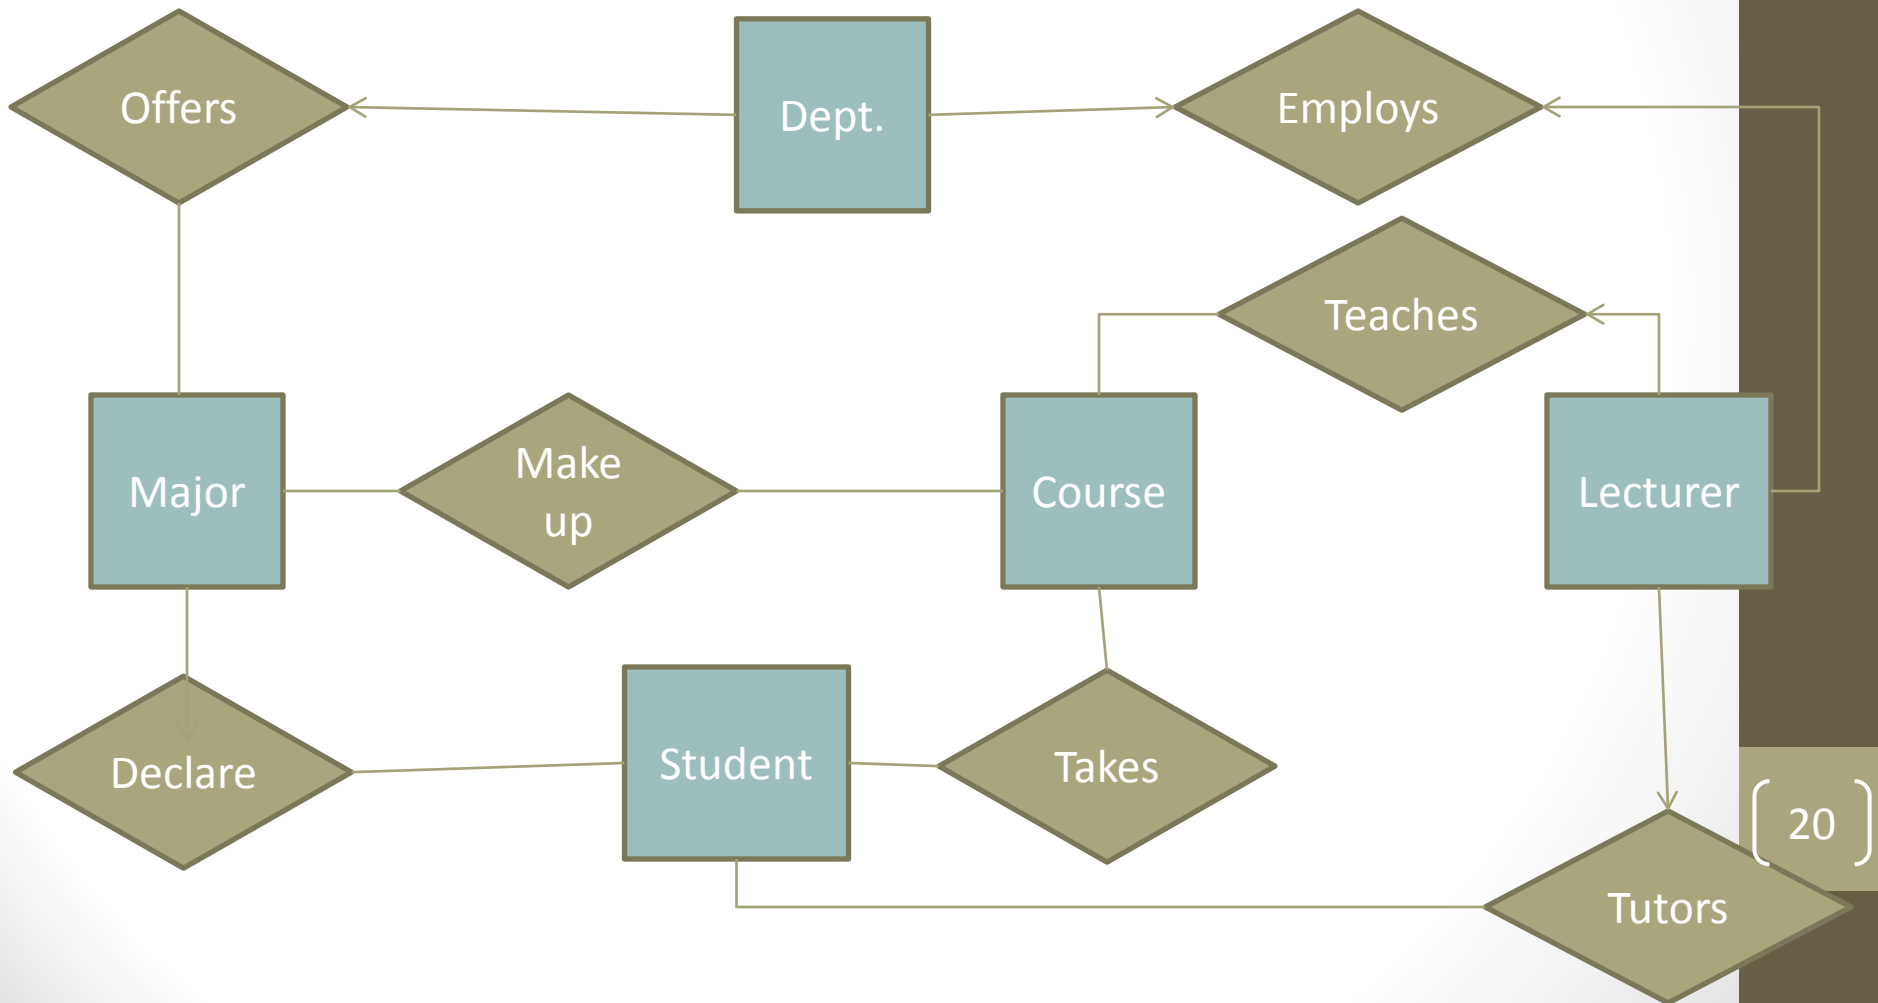 Offers
Dept.
Employs
Teaches
Major
Make
up
Course
Lecturer
Declare
Student
Takes
20
Tutors